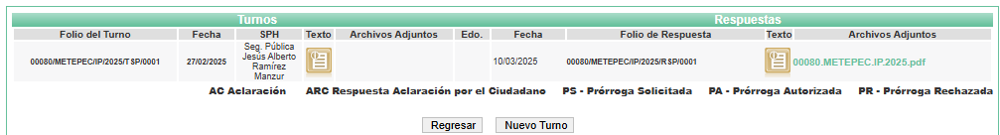 Turnos Respuestas
Folio del Turno Fecha SPH Texto Archivos Adjuntos Edo. Fecha Folio de Respuesta Texto Archivos Adjuntos
00080/METEPEC/IP/2025/TSP/0001 27/02/2025 Seg. Pública
Jesús Alberto
Ramírez
Manzur
10/03/2025 00080/METEPEC/IP/2025/RSP/0001 00080.METEPEC.IP.2025.pdf
AC Aclaración ARC Respuesta Aclaración por el Ciudadano PS - Prórroga Solicitada PA - Prórroga Autorizada PR - Prórroga Rechazada
Regresar Nuevo Turno